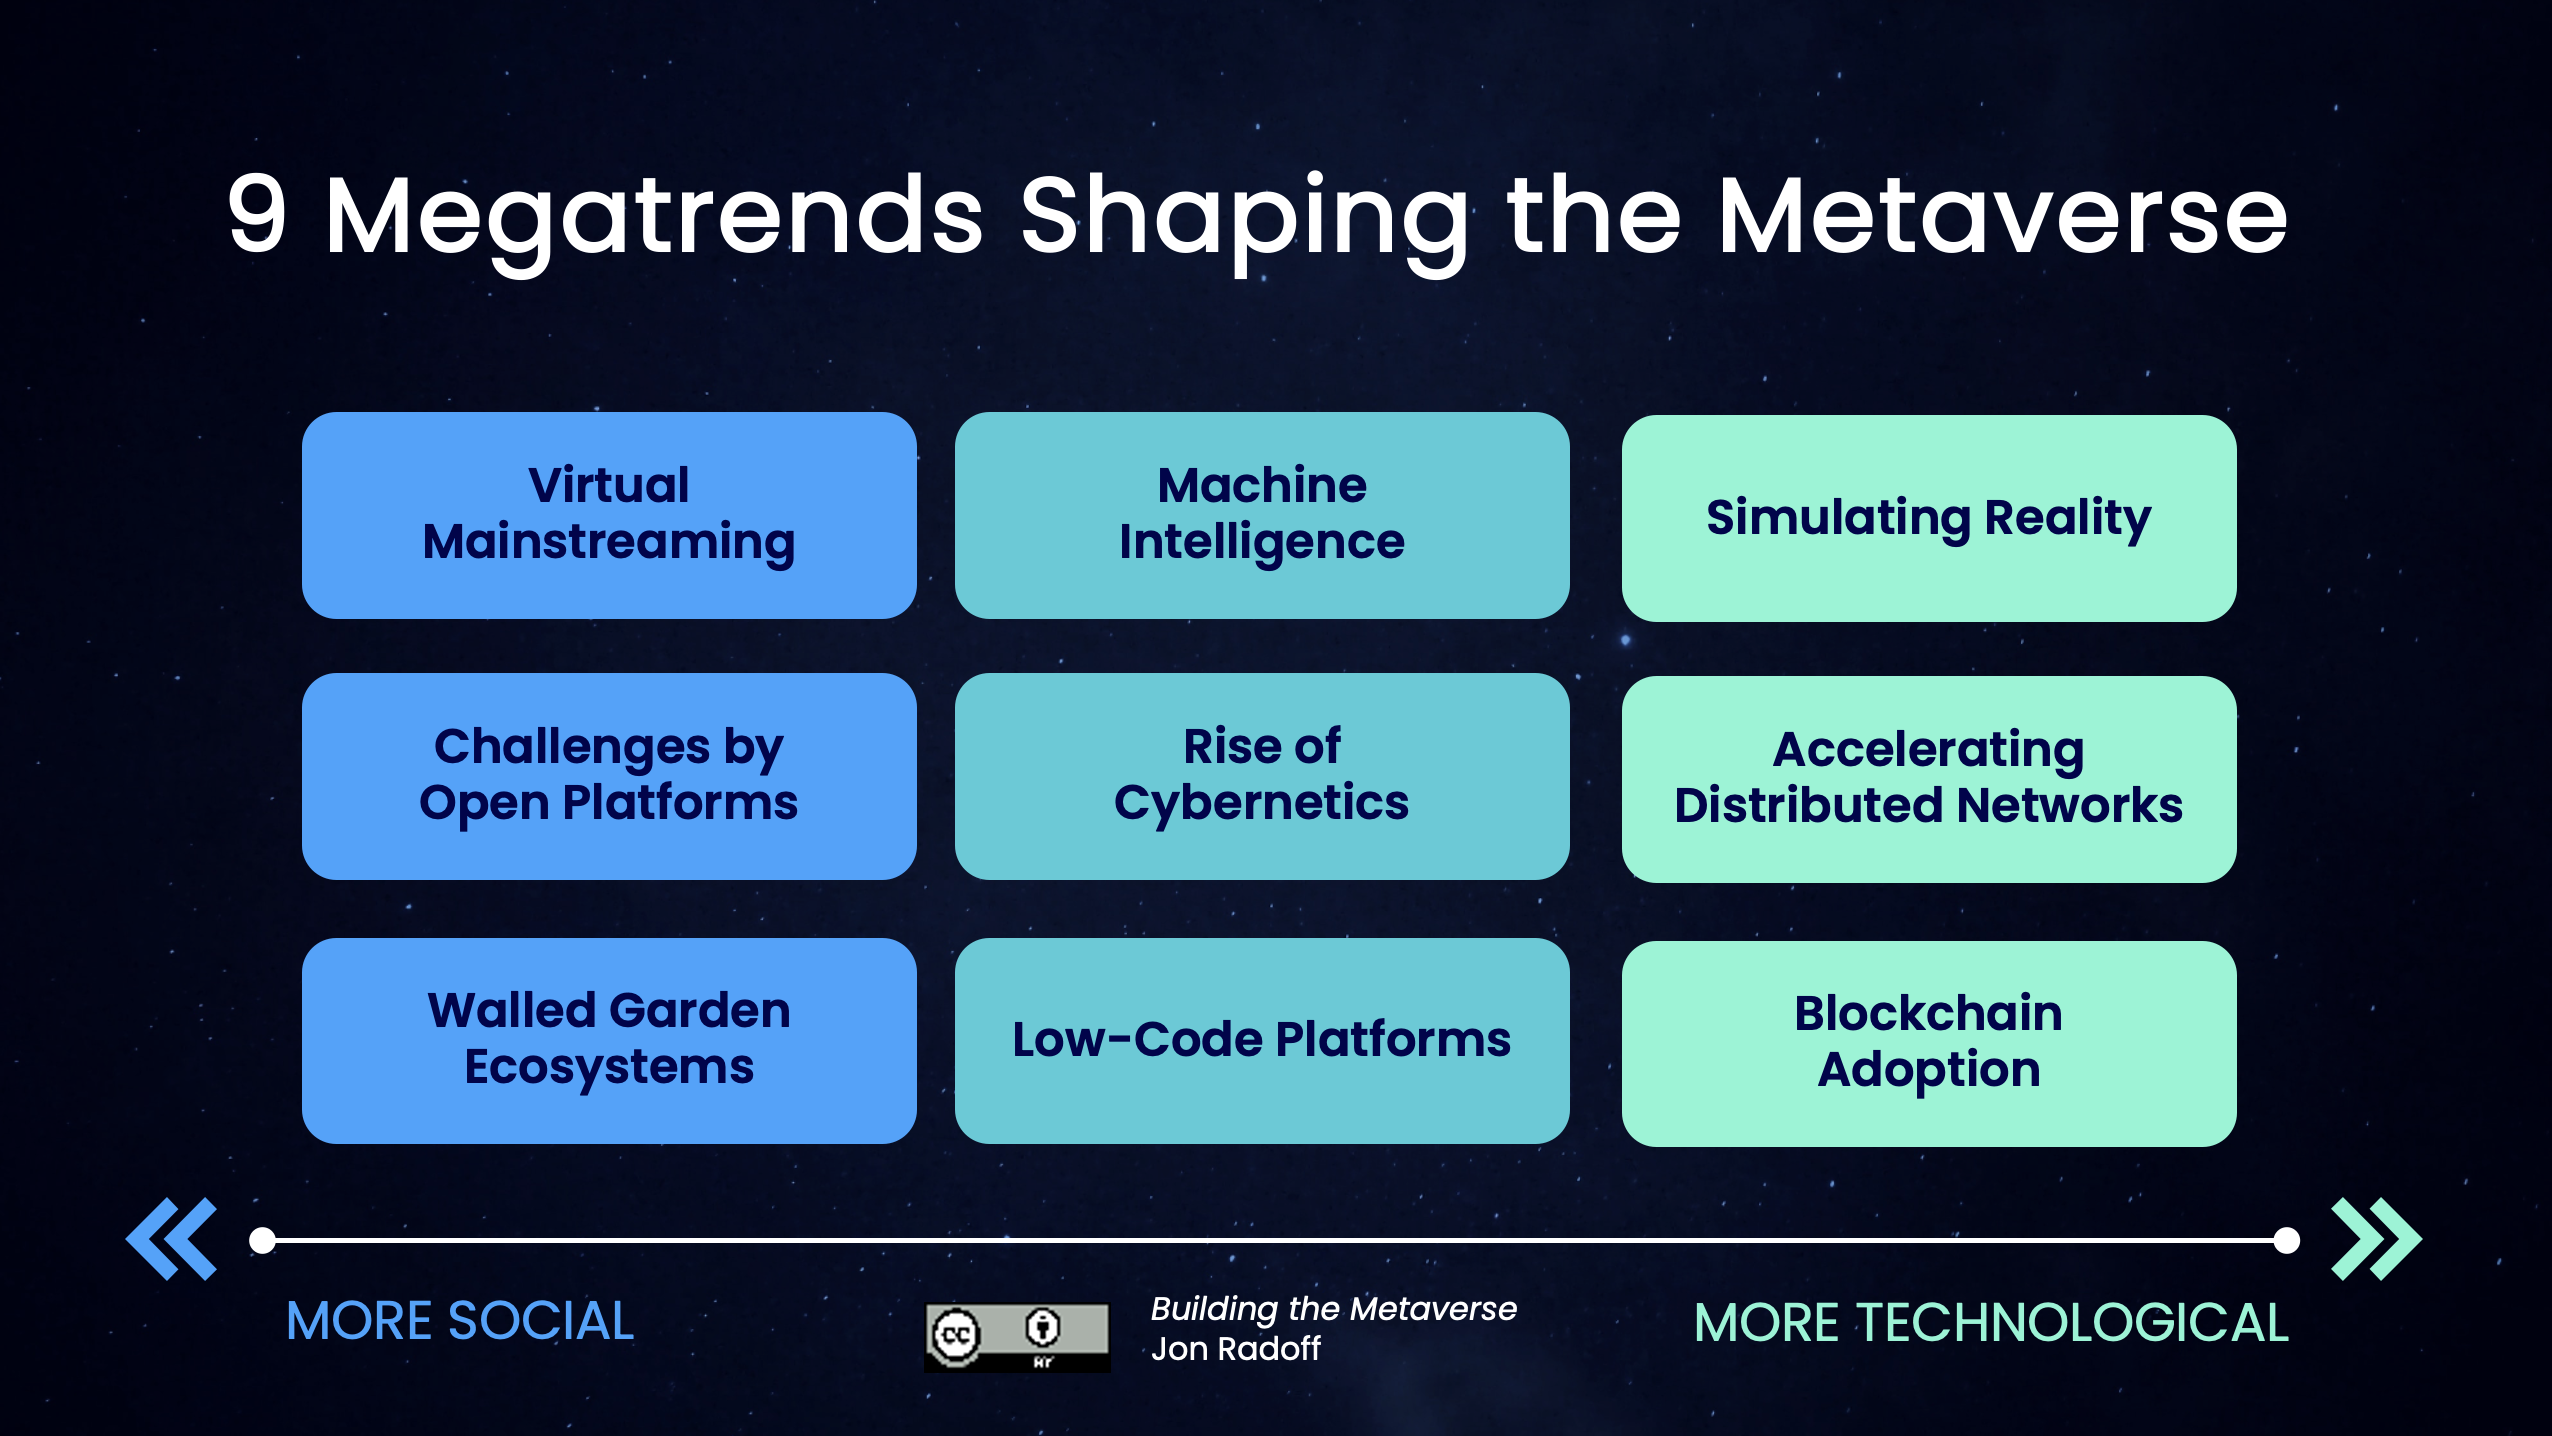 9 Megatrends Shaping the Metaverse
Virtual
Mainstreaming
Machine
Intelligence
Simulating Reality
Challenges by
Open Platforms
Rise of
Cybernetics
Accelerating
Distributed Networks
Walled Garden
Ecosystems
Low-Code Platforms
Blockchain
Adoption
MORE SOCIAL
cc
BY
Building the Metaverse
Jon Radoff
MORE TECHNOLOGICAL